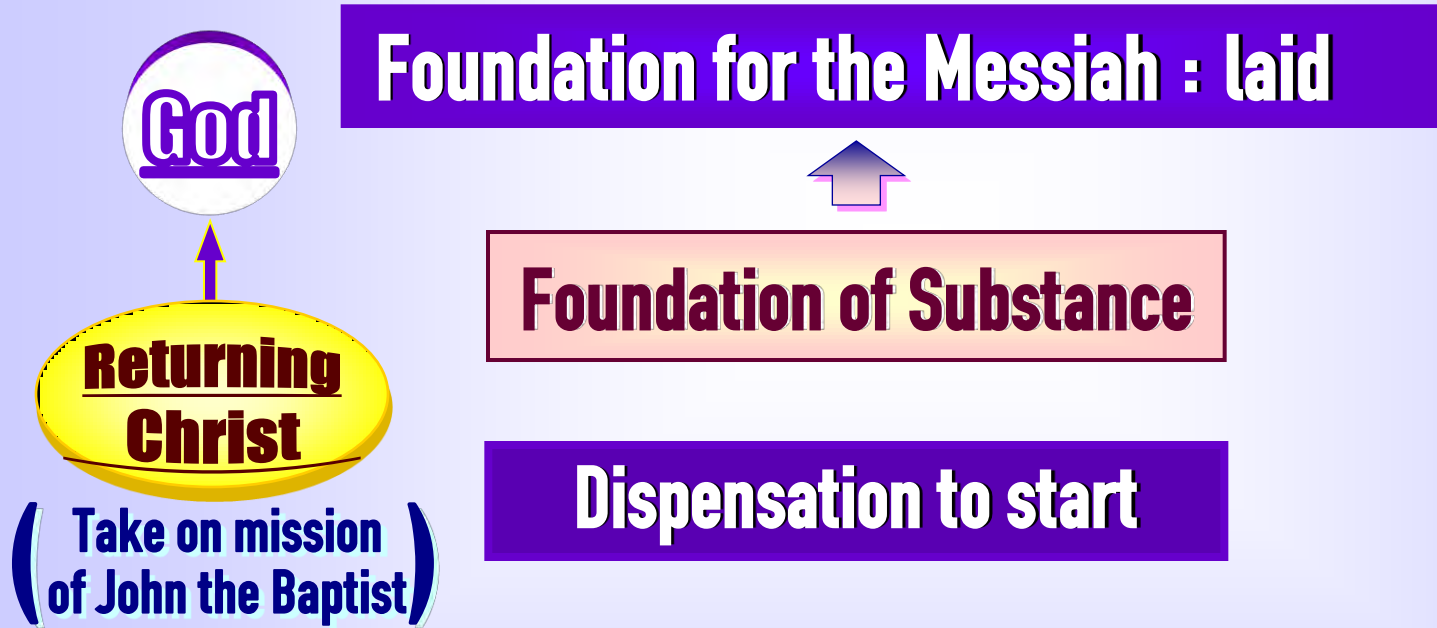 God
Foundation for the Messiah : laid
Foundation of Substance
Returning
Christ
Dispensation to start
(Take on mission
of John the Baptist)